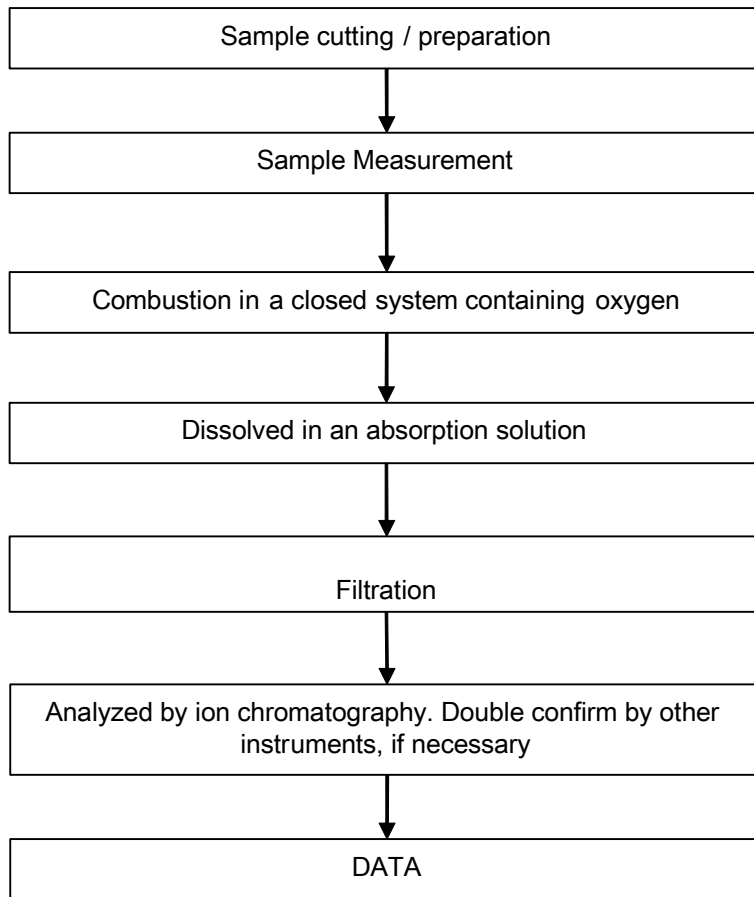 Sample cutting / preparation
Sample Measurement
Combustion in a closed system containing oxygen
Dissolved in an absorption solution
Filtration
Analyzed by ion chromatography. Double confirm by other
instruments, if necessary
DATA